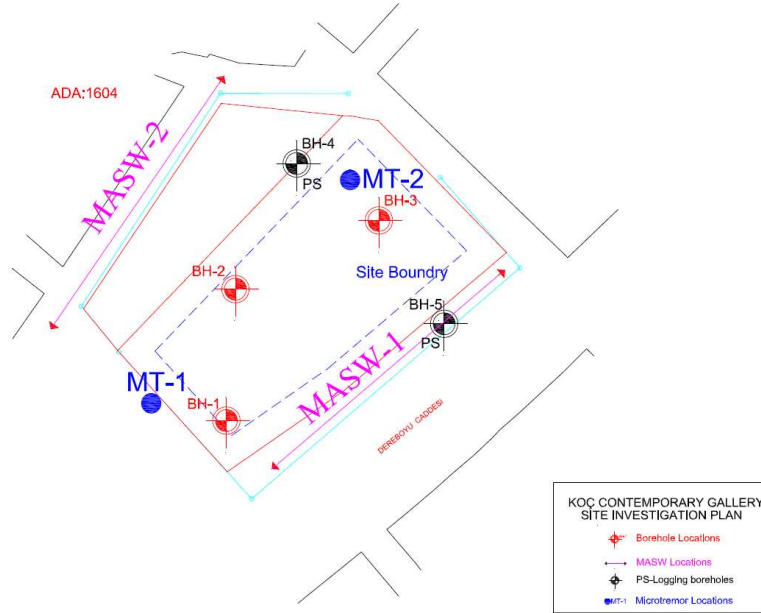 ADA:1604
MASW-2
BH-4
PS
MT-2
BH-3
BH-2
Site Boundry
BH-5
PS
MASW-1
MT-1
BH-1
DEREBOYU CADDESİ
KOÇ CONTEMPORARY GALLERY
SİTE INVESTIGATION PLAN
Borehole Locations
MASW Locations
PS-Logging boreholes
MT-1 Microtremor Locations